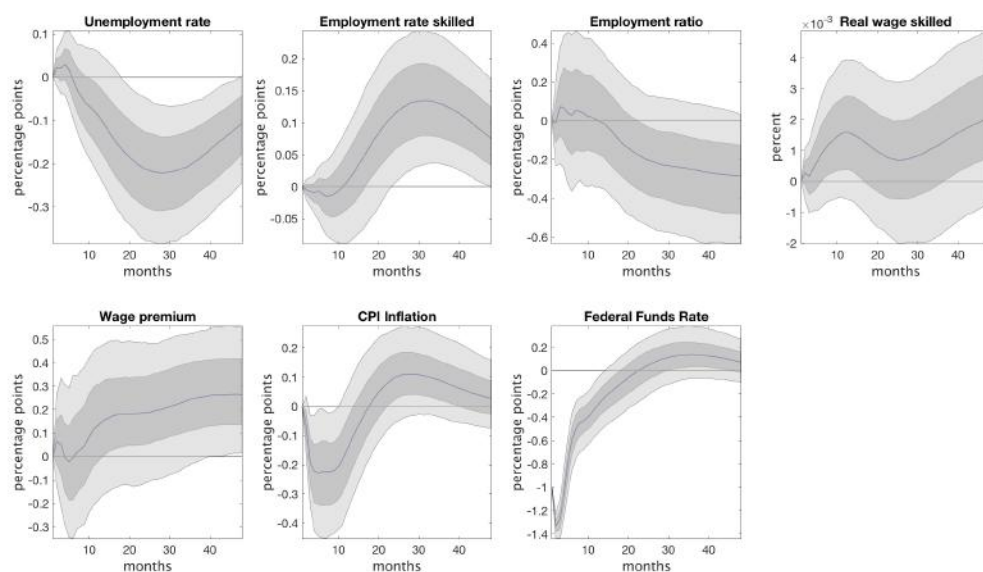 Unemployment rate
0.1
0
-0.1
-0.2
-0.3
percentage points
10 20 30 40
months
Employment rate skilled
0.2
0.15
0.1
0.05
0
-0.05
percentage points
10 20 30 40
months
Employment ratio
0.4
0.2
0
-0.2
-0.4
-0.6
percentage points
10 20 30 40
months
Real wage skilled
×10⁻³
4
3
2
1
0
-1
-2
percent
10 20 30 40
months
Wage premium
0.5
0.4
0.3
0.2
0.1
0
-0.1
-0.2
-0.3
percentage points
10 20 30 40
months
CPI Inflation
0.2
0.1
0
-0.1
-0.2
-0.3
-0.4
percentage points
10 20 30 40
months
Federal Funds Rate
0.2
0
-0.2
-0.4
-0.6
-0.8
-1
-1.2
-1.4
percentage points
10 20 30 40
months